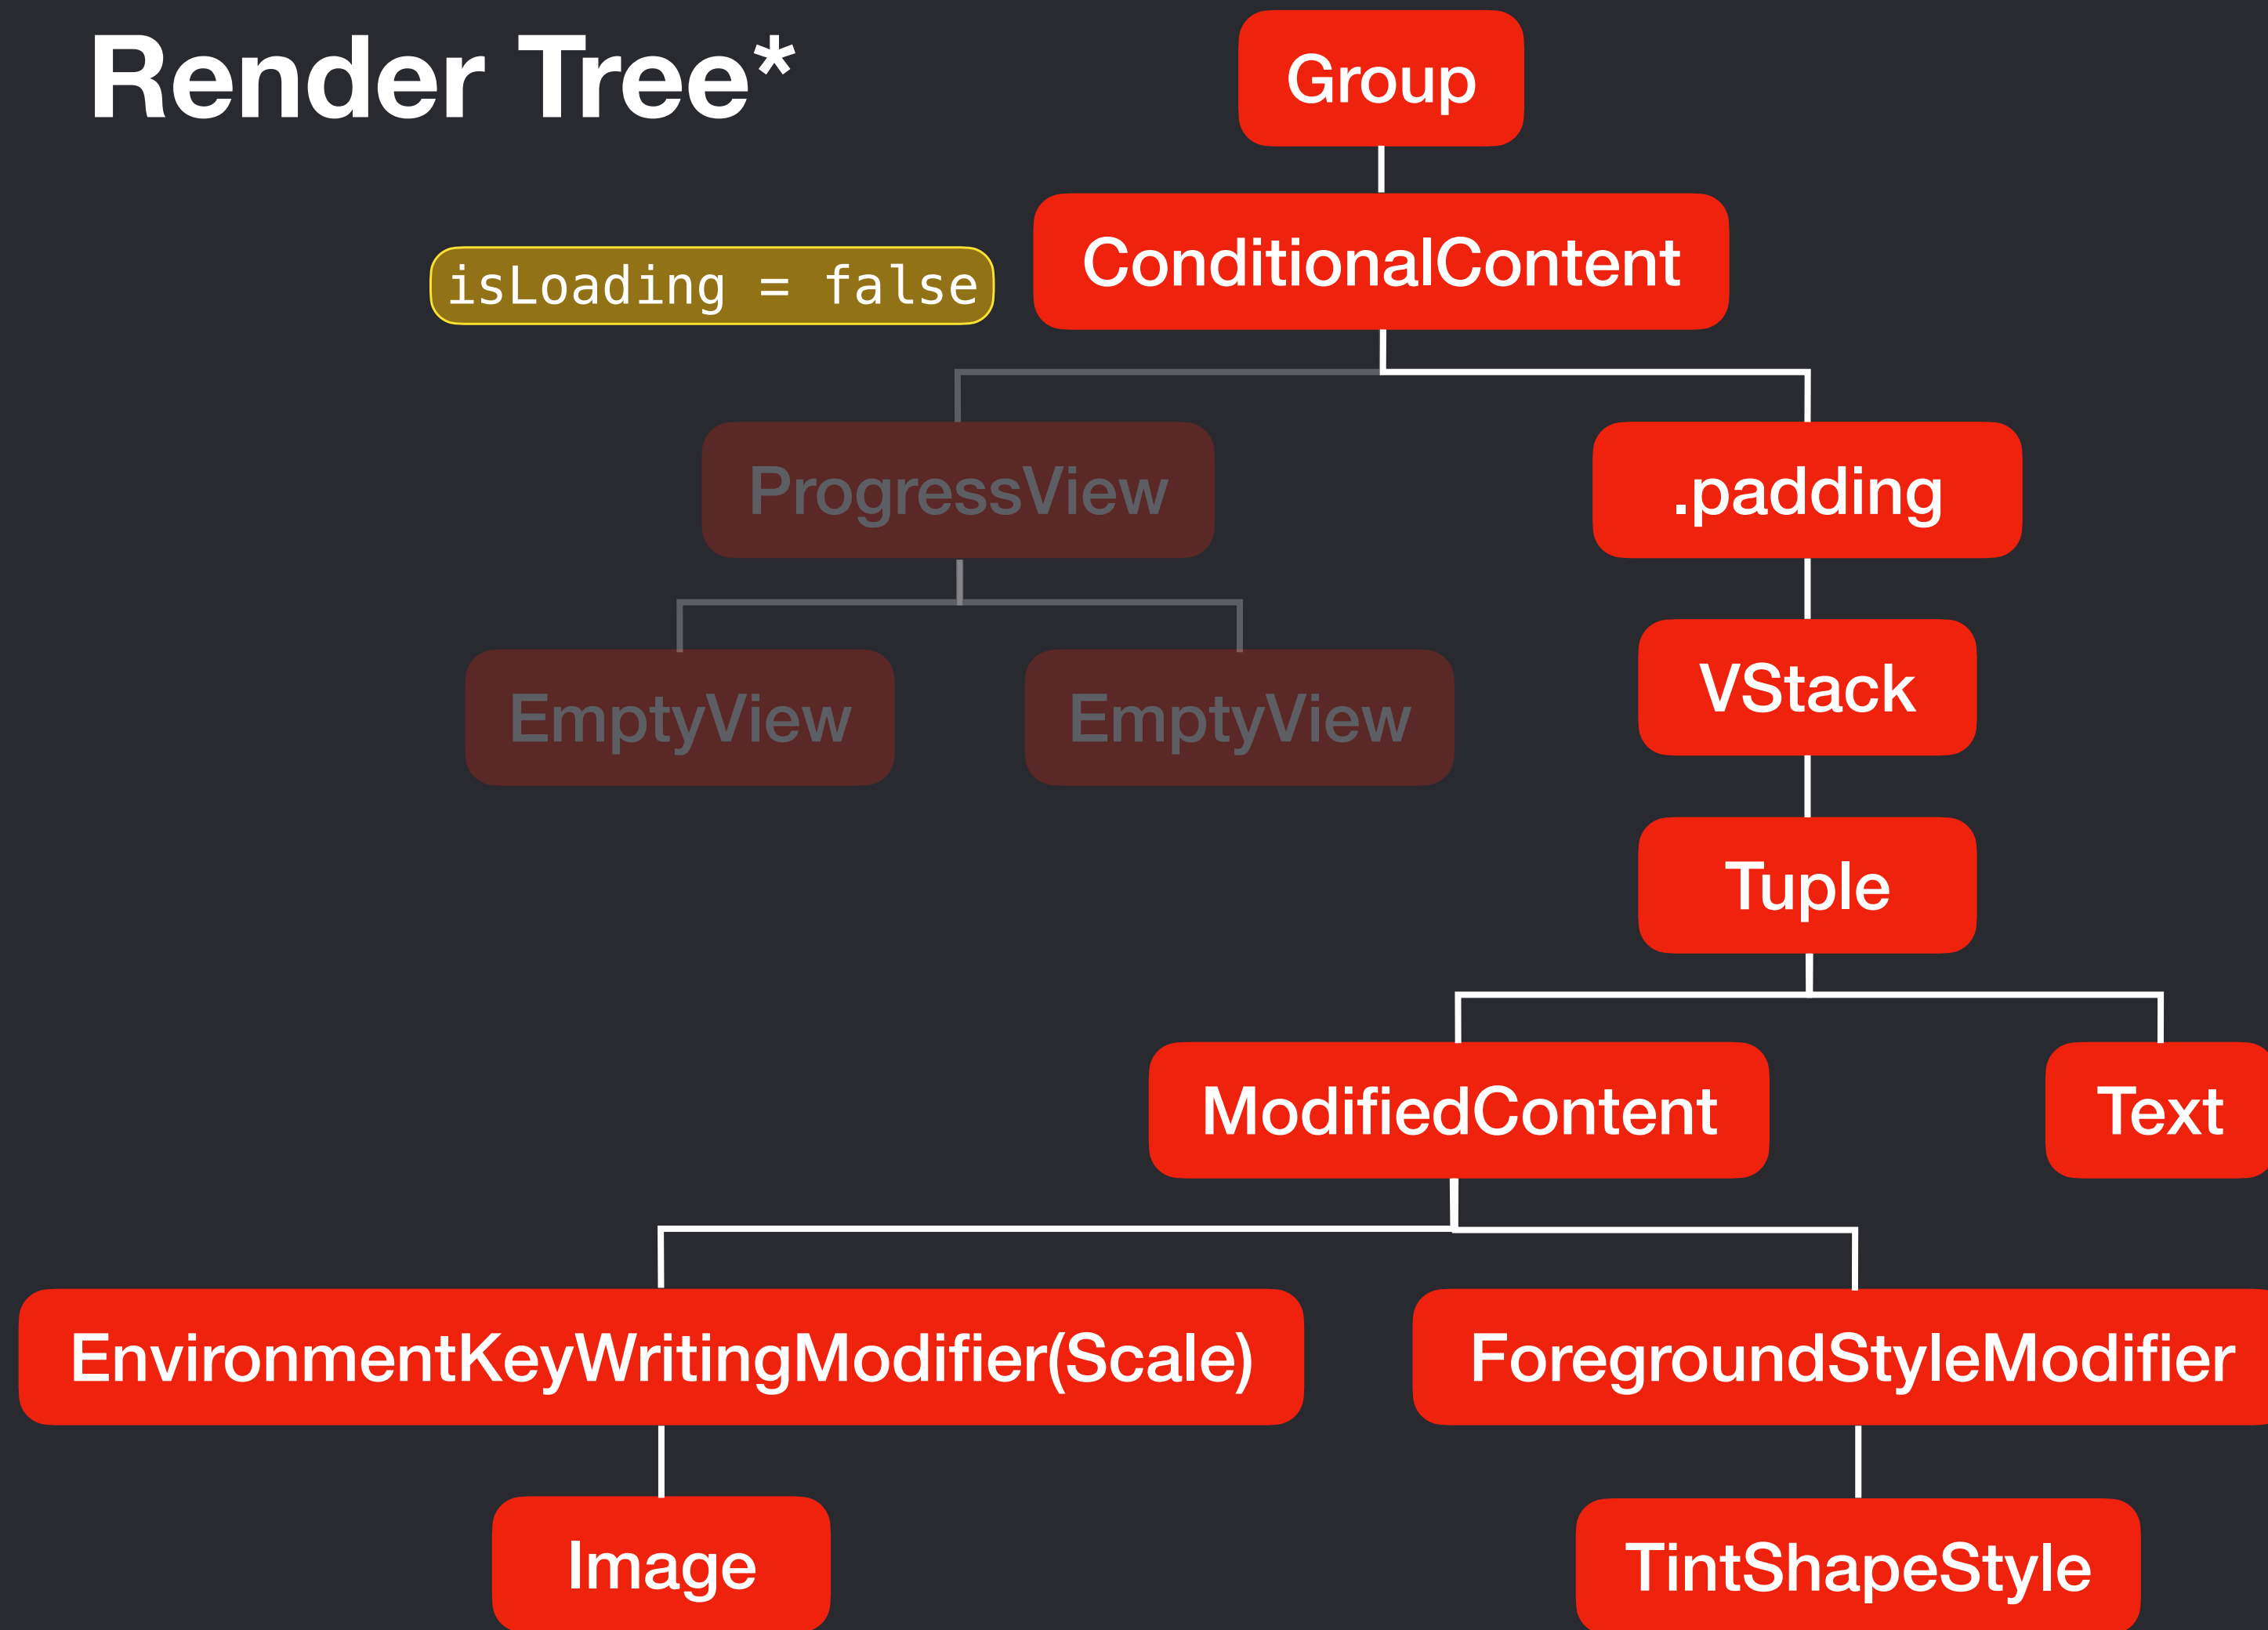 Render Tree*
Group
ConditionalContent
isLoading = false
ProgressView
.padding
EmptyView
EmptyView
VStack
Tuple
ModifiedContent
Text
EnvironmentKeyWritingModifier(Scale)
ForegroundStyleModifier
Image
TintShapeStyle